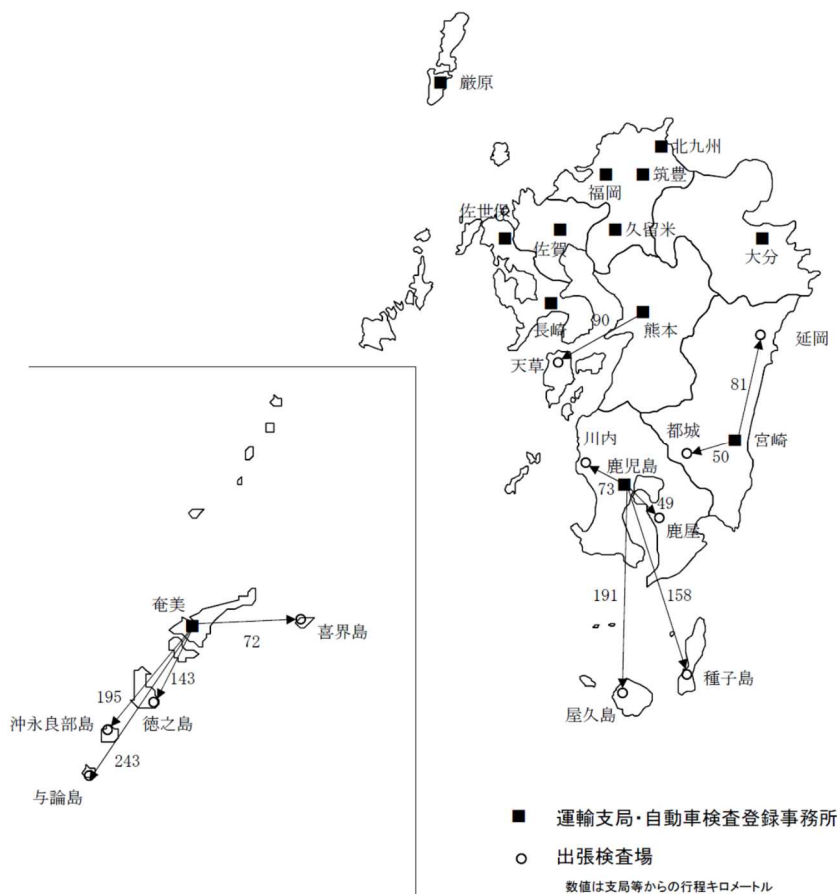 厳原
北九州
福岡
筑豊
佐世保
佐賀
久留米
大分
長崎
90
熊本
延岡
天草
81
都城
宮崎
50
川内
鹿児島
73
49
鹿屋
191
158
種子島
屋久島
奄美
72
喜界島
143
195
徳之島
沖永良部島
243
与論島
運輸支局・自動車検査登録事務所
出張検査場
数値は支局等からの行程キロメートル